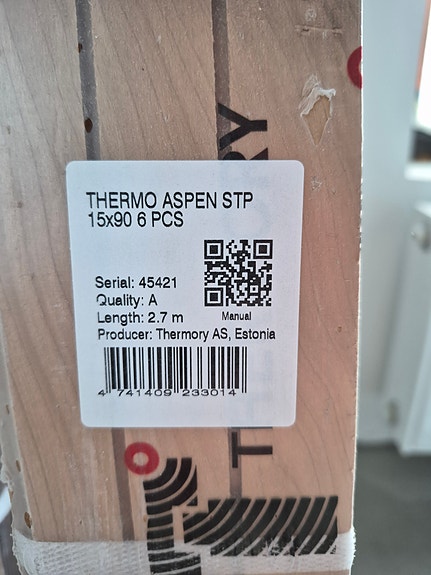 THERMO ASPEN STP
15x90 6 PCS
Serial: 45421
Quality: A
Length: 2.7 m
Manual
Producer: Thermory AS, Estonia
4 741409 233014